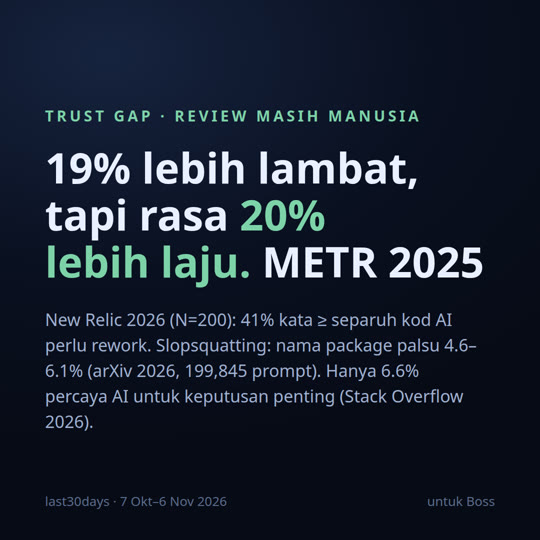 TRUST GAP · REVIEW MASIH MANUSIA
19% lebih lambat,
tapi rasa 20%
lebih laju. METR 2025
New Relic 2026 (N=200): 41% kata ≥ separuh kod AI
perlu rework. Slopsquatting: nama package palsu 4.6–
6.1% (arXiv 2026, 199,845 prompt). Hanya 6.6%
percaya AI untuk keputusan penting (Stack Overflow
2026).
last30days · 7 Okt–6 Nov 2026
untuk Boss